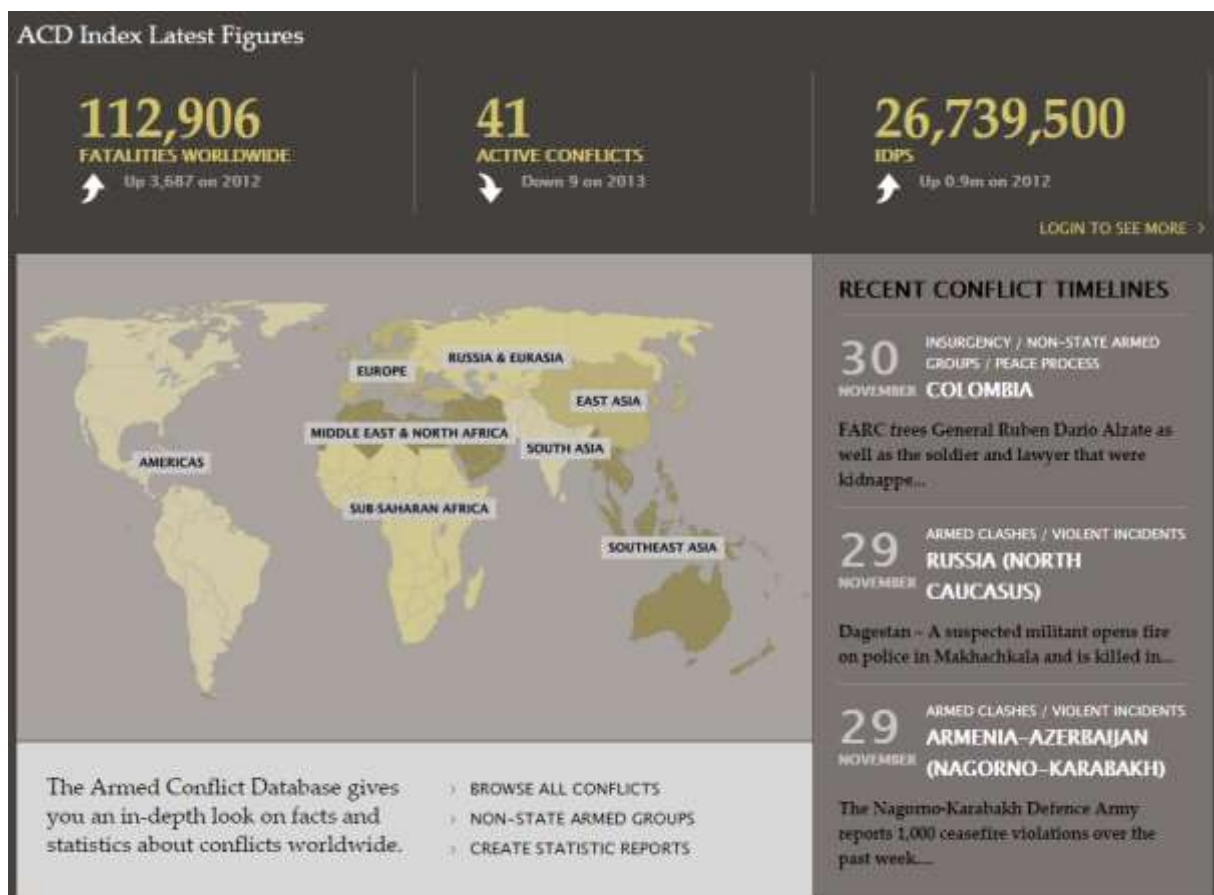 ACD Index Latest Figures
112,906
FATALITIES WORLDWIDE
Up 3,687 on 2012
41
ACTIVE CONFLICTS
Down 9 on 2013
26,739,500
IDPS
Up 0.9m on 2012
LOGIN TO SEE MORE >
EUROPE
RUSSIA & EURASIA
EAST ASIA
MIDDLE EAST & NORTH AFRICA
SOUTH ASIA
AMERICAS
SUB-SAHARAN AFRICA
SOUTHEAST ASIA
The Armed Conflict Database gives
you an in-depth look on facts and
statistics about conflicts worldwide.
> BROWSE ALL CONFLICTS
> NON-STATE ARMED GROUPS
> CREATE STATISTIC REPORTS
RECENT CONFLICT TIMELINES
30
NOVEMBER
INSURGENCY / NON-STATE ARMED
GROUPS / PEACE PROCESS
COLOMBIA
FARC frees General Ruben Dario Alzate as
well as the soldier and lawyer that were
kidnappe...
29
NOVEMBER
ARMED CLASHES / VIOLENT INCIDENTS
RUSSIA (NORTH
CAUCASUS)
Dagestan – A suspected militant opens fire
on police in Makhachkala and is killed in...
29
NOVEMBER
ARMED CLASHES / VIOLENT INCIDENTS
ARMENIA–AZERBAIJAN
(NAGORNO–KARABAKH)
The Nagorno-Karabakh Defence Army
reports 1,000 ceasefire violations over the
past week....